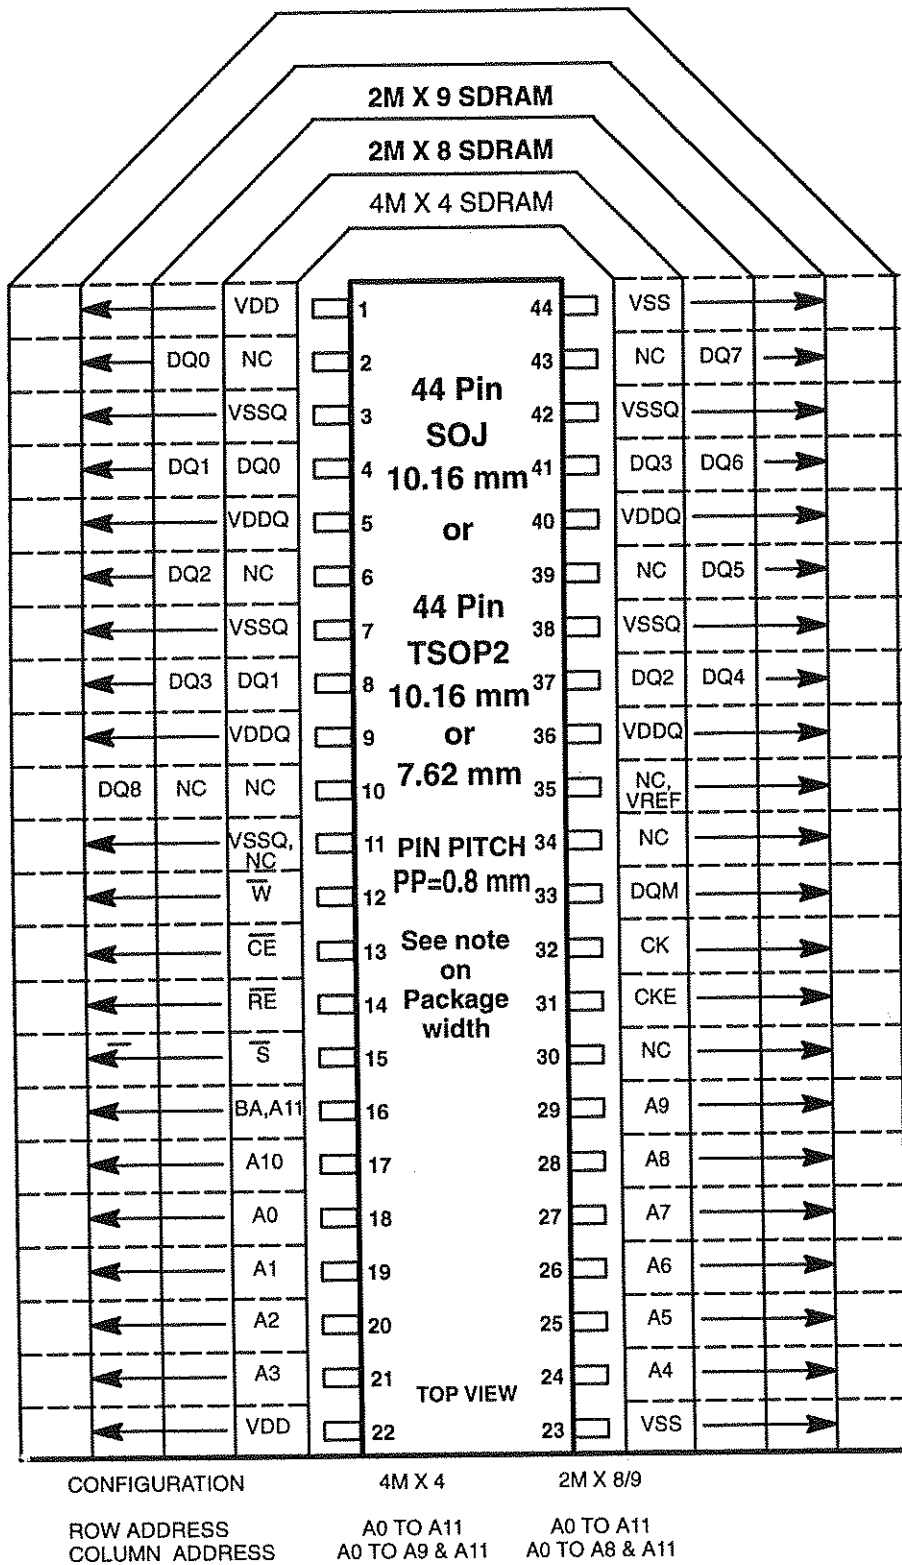 2M X 9 SDRAM
2M X 8 SDRAM
4M X 4 SDRAM
VDD 1 44 VSS
DQ0 NC 2 43 NC DQ7
VSSQ 3 42 VSSQ
DQ1 DQ0 4 41 DQ3 DQ6
VDDQ 5 40 VDDQ
DQ2 NC 6 39 NC DQ5
VSSQ 7 38 VSSQ
DQ3 DQ1 8 37 DQ2 DQ4
VDDQ 9 36 VDDQ
DQ8 NC NC 10 35 NC, VREF
VSSQ, NC 11 34 NC
W̅ 12 33 DQM
C̅E̅ 13 32 CK
R̅E̅ 14 31 CKE
S̅ 15 30 NC
BA,A11 16 29 A9
A10 17 28 A8
A0 18 27 A7
A1 19 26 A6
A2 20 25 A5
A3 21 24 A4
VDD 22 23 VSS
44 Pin
SOJ
10.16 mm
or
44 Pin
TSOP2
10.16 mm
or
7.62 mm
PIN PITCH
PP=0.8 mm
See note
on
Package
width
TOP VIEW
CONFIGURATION 4M X 4 2M X 8/9
ROW ADDRESS A0 TO A11 A0 TO A11
COLUMN ADDRESS A0 TO A9 & A11 A0 TO A8 & A11